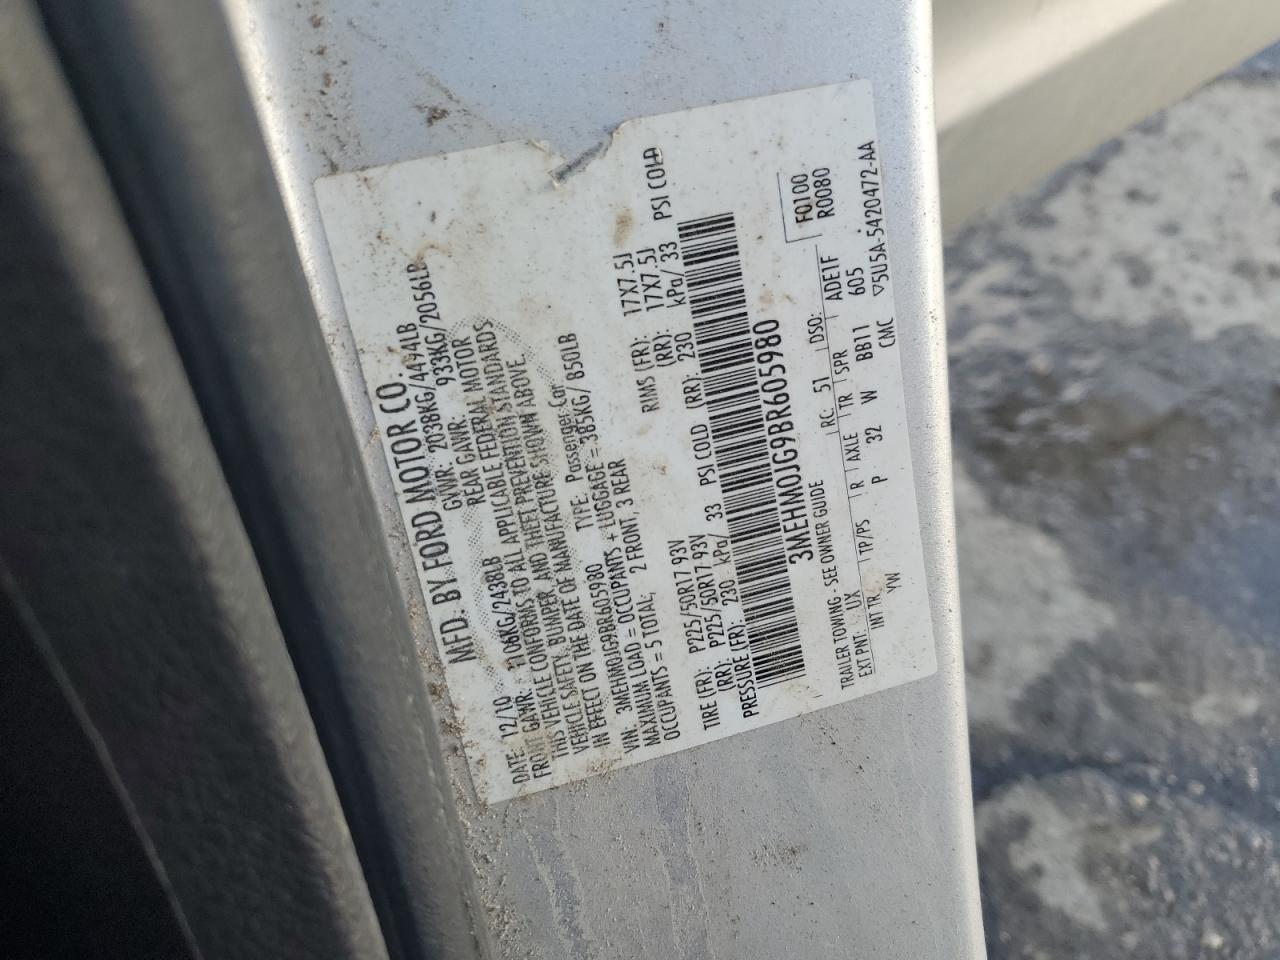 MFD. BY FORD MOTOR CO.
DATE: 12/10 GVWR: 2038KG/4494LB
FRONT GAWR: 1106KG/2438LB REAR GAWR: 933KG/2056LB
THIS VEHICLE CONFORMS TO ALL APPLICABLE FEDERAL MOTOR
VEHICLE SAFETY, BUMPER, AND THEFT PREVENTION STANDARDS
IN EFFECT ON THE DATE OF MANUFACTURE SHOWN ABOVE.
VIN: 3MEHM0JG9BR605980 TYPE: Passenger Car
MAXIMUM LOAD = OCCUPANTS + LUGGAGE = 385KG/ 850LB
OCCUPANTS = 5 TOTAL; 2 FRONT, 3 REAR
TIRE (FR): P225/50R17 93V RIMS (FR): 17X7.5J
(RR): P225/50R17 93V (RR): 17X7.5J
PRESSURE (FR): 230 kPa/ 33 PSI COLD (RR): 230 kPa/ 33 PSI COLD
3MEHM0JG9BR605980
F0100
R0080
TRAILER TOWING - SEE OWNER GUIDE RC: 51 DSO: ADE1F
EXT PNT: UX 605
INT TR TP/PS R AXLE TR SPR
YW P 32 W BB11
CMC ▽5U5A-5420472-AA